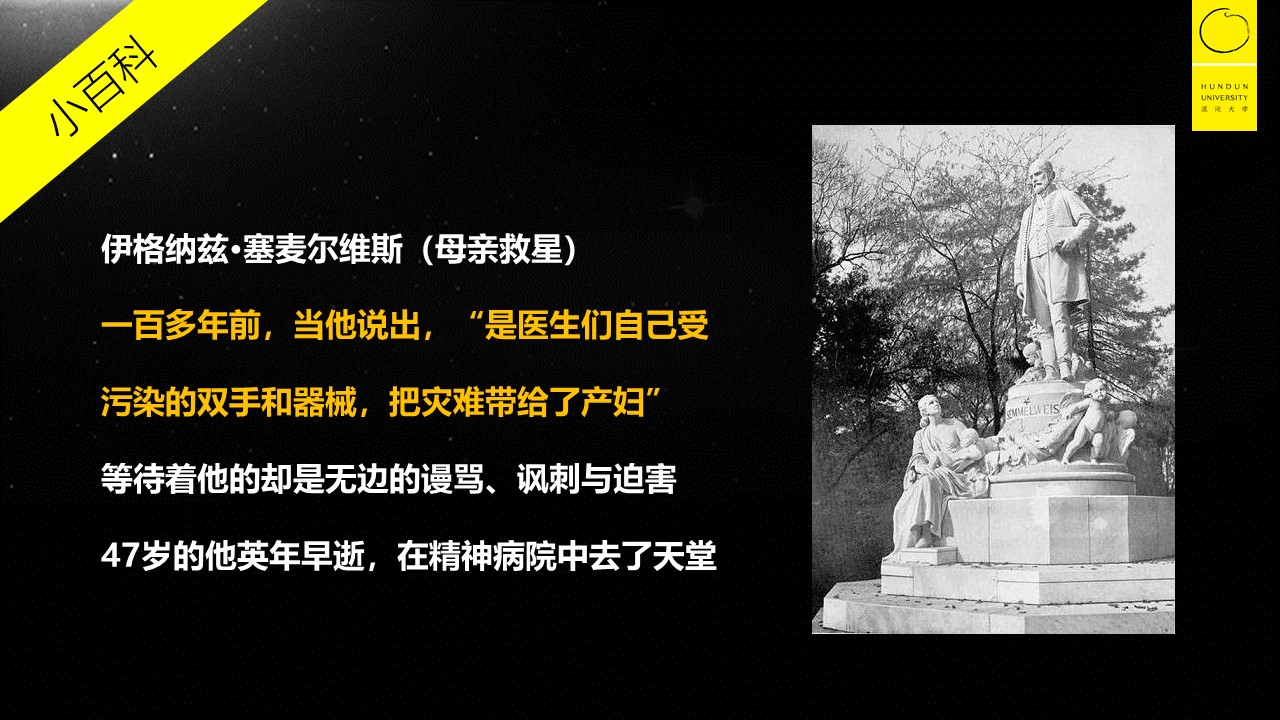 小百科
HUNDUN
UNIVERSITY
混沌大学
伊格纳兹•塞麦尔维斯（母亲救星）
一百多年前，当他说出，“是医生们自己受
污染的双手和器械，把灾难带给了产妇”
等待着他的却是无边的谩骂、讽刺与迫害
47岁的他英年早逝，在精神病院中去了天堂
SEMMELWEIS